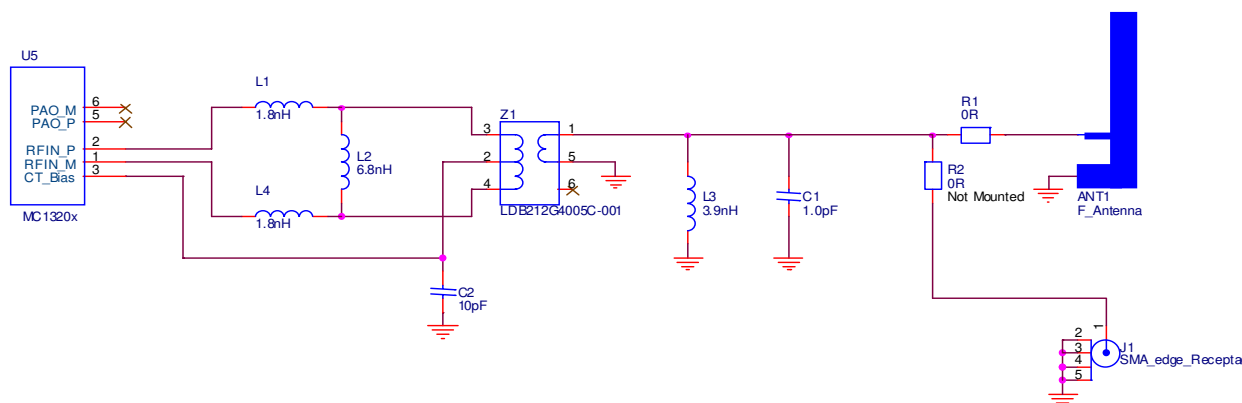 U5
PAO_M 6
PAO_P 5
RFIN_P 2
RFIN_M 1
CT_Bias 3
MC1320x
L1
1.8nH
L2
6.8nH
L4
1.8nH
C2
10pF
Z1
3 1
2 5
4 6
LDB212G4005C-001
L3
3.9nH
C1
1.0pF
R1
0R
R2
0R
Not Mounted
ANT1
F_Antenna
1
2
3
4
5
J1
SMA_edge_Recepta